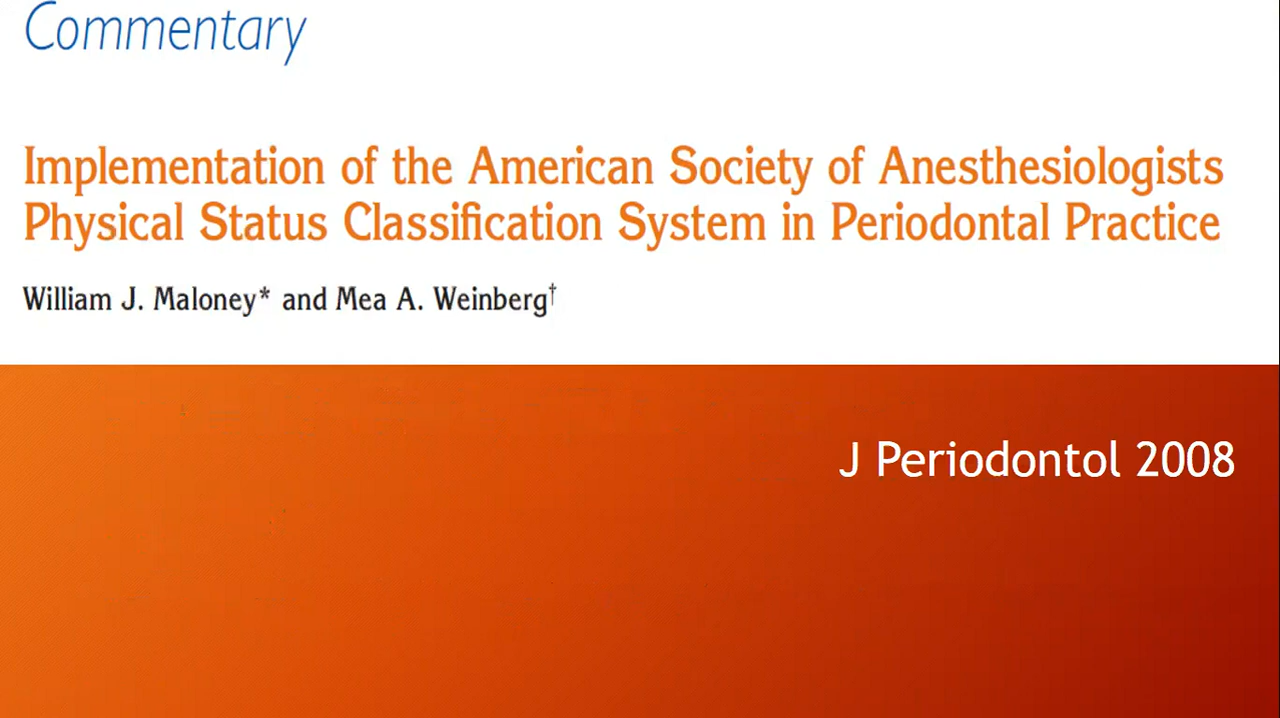 Commentary
Implementation of the American Society of Anesthesiologists
Physical Status Classification System in Periodontal Practice
William J. Maloney* and Mea A. Weinberg†
J Periodontol 2008